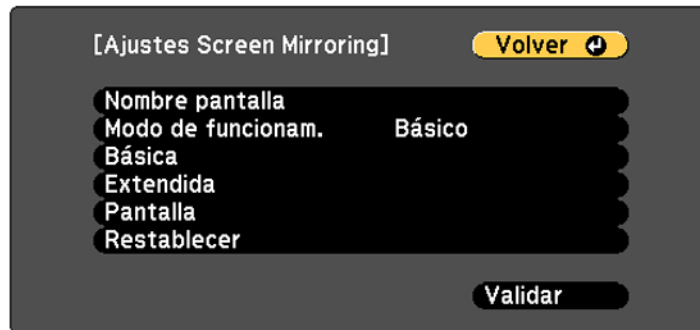 [Ajustes Screen Mirroring] Volver
Nombre pantalla
Modo de funcionam. Básico
Básica
Extendida
Pantalla
Restablecer
Validar